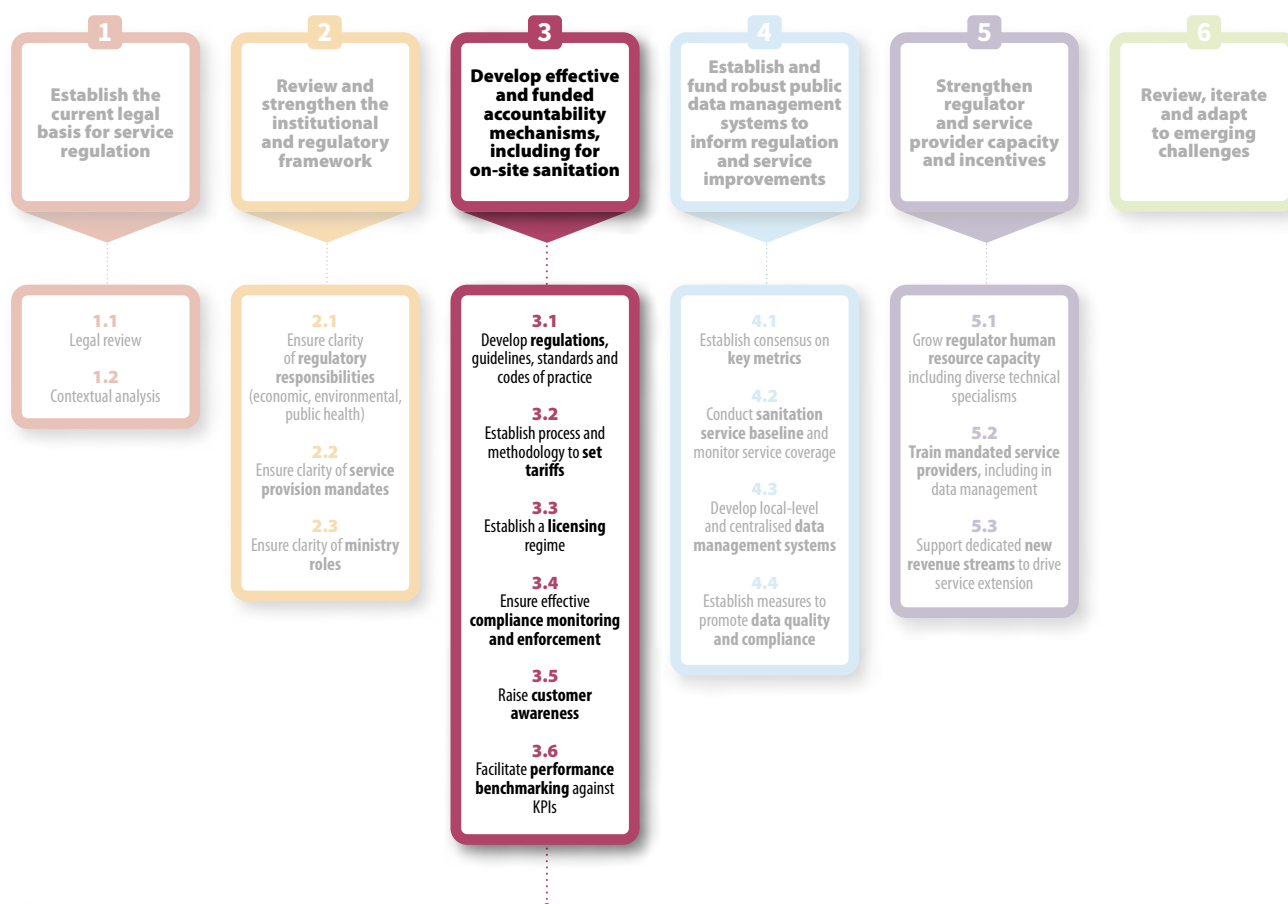 1
Establish the
current legal
basis for service
regulation
1.1
Legal review
1.2
Contextual analysis
2
Review and
strengthen the
institutional
and regulatory
framework
2.1
Ensure clarity
of regulatory
responsibilities
(economic, environmental,
public health)
2.2
Ensure clarity of service
provision mandates
2.3
Ensure clarity of ministry
roles
3
Develop effective
and funded
accountability
mechanisms,
including for
on-site sanitation
3.1
Develop regulations,
guidelines, standards and
codes of practice
3.2
Establish process and
methodology to set
tariffs
3.3
Establish a licensing
regime
3.4
Ensure effective
compliance monitoring
and enforcement
3.5
Raise customer
awareness
3.6
Facilitate performance
benchmarking against
KPIs
4
Establish and
fund robust public
data management
systems to
inform regulation
and service
improvements
4.1
Establish consensus on
key metrics
4.2
Conduct sanitation
service baseline and
monitor service coverage
4.3
Develop local-level
and centralised data
management systems
4.4
Establish measures to
promote data quality
and compliance
5
Strengthen
regulator
and service
provider capacity
and incentives
5.1
Grow regulator human
resource capacity
including diverse technical
specialisms
5.2
Train mandated service
providers, including in
data management
5.3
Support dedicated new
revenue streams to drive
service extension
6
Review, iterate
and adapt
to emerging
challenges